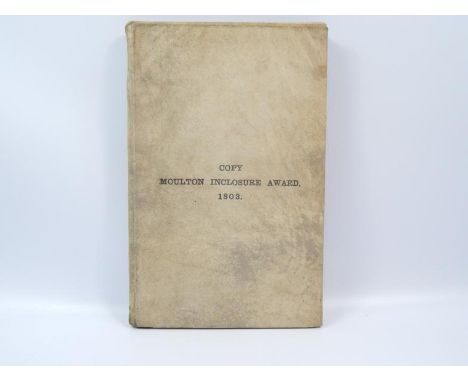 COPY
MOULTON INCLOSURE AWARD,
1803.